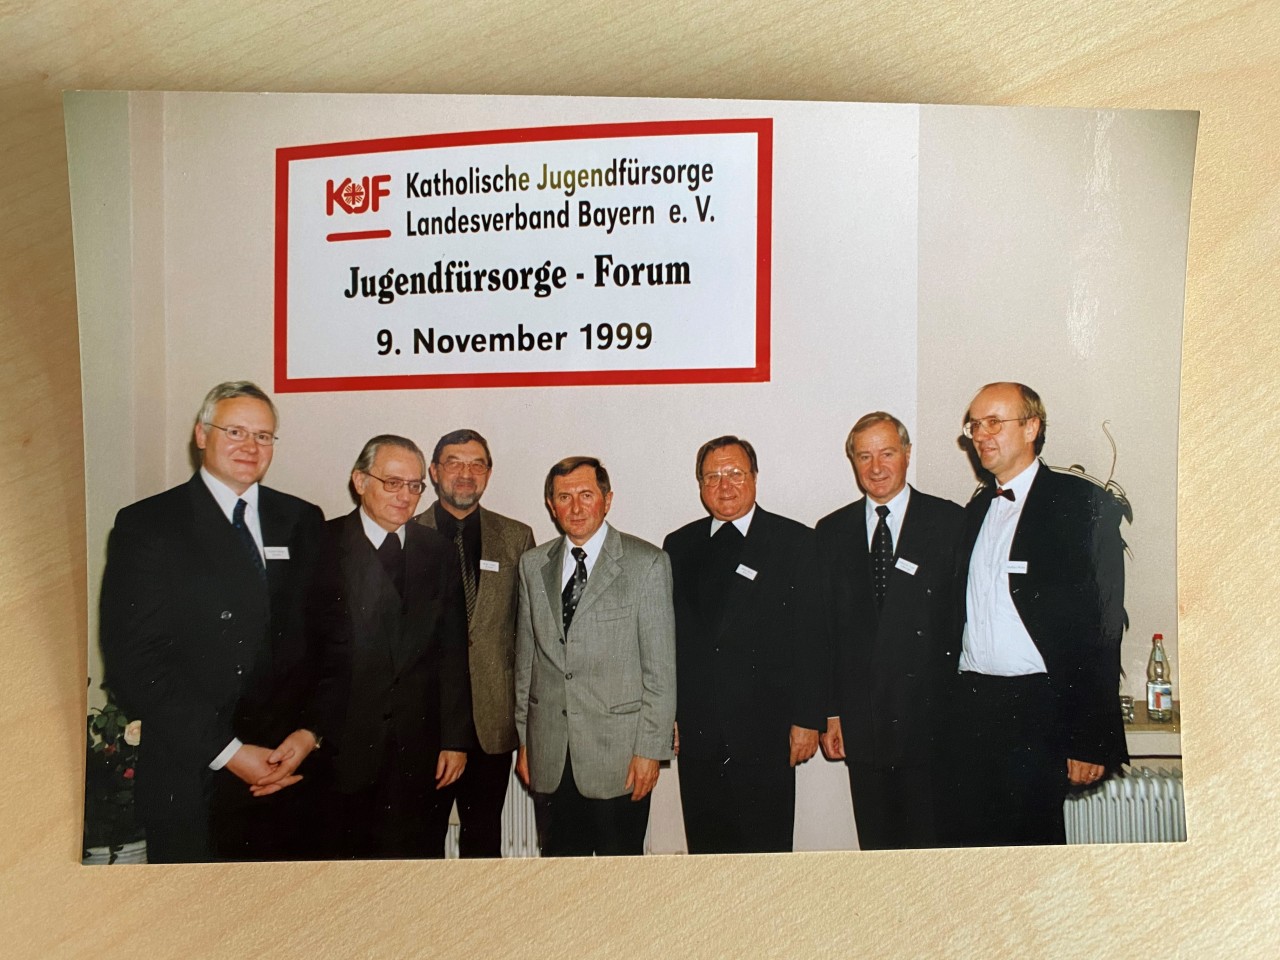 KJF Katholische Jugendfürsorge
Landesverband Bayern e. V.
Jugendfürsorge - Forum
9. November 1999